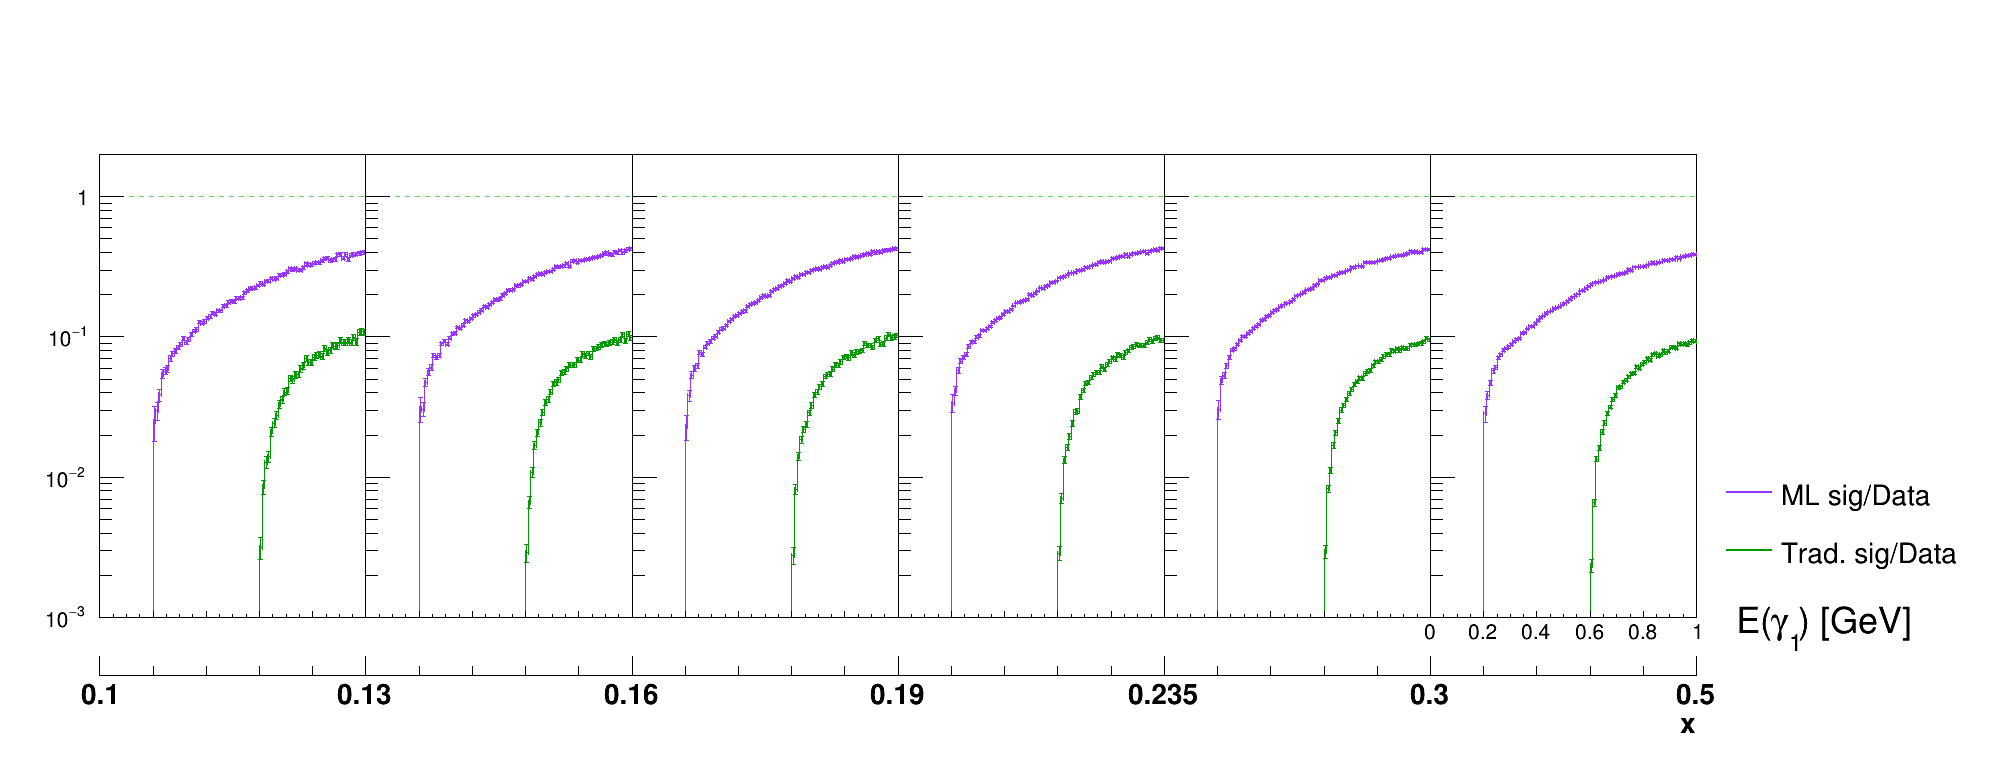 1
10⁻¹
10⁻²
10⁻³
ML sig/Data
Trad. sig/Data
E(γ₁) [GeV]
0 0.2 0.4 0.6 0.8 1
0.1 0.13 0.16 0.19 0.235 0.3 0.5
x